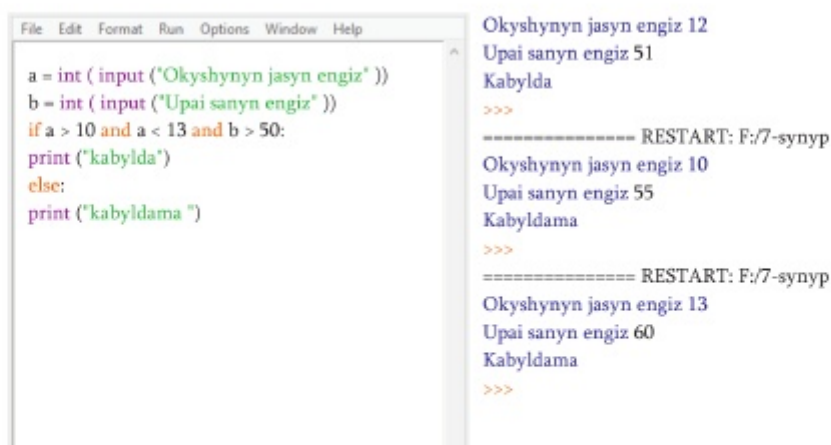 File Edit Format Run Options Window Help
a = int ( input ("Okyshynyn jasyn engiz" ))
b = int ( input ("Upai sanyn engiz" ))
if a > 10 and a < 13 and b > 50:
print ("kabylda")
else:
print ("kabyldama ")
Okyshynyn jasyn engiz 12
Upai sanyn engiz 51
Kabylda
>>>
=============== RESTART: F:/7-synyp
Okyshynyn jasyn engiz 10
Upai sanyn engiz 55
Kabyldama
>>>
=============== RESTART: F:/7-synyp
Okyshynyn jasyn engiz 13
Upai sanyn engiz 60
Kabyldama
>>>